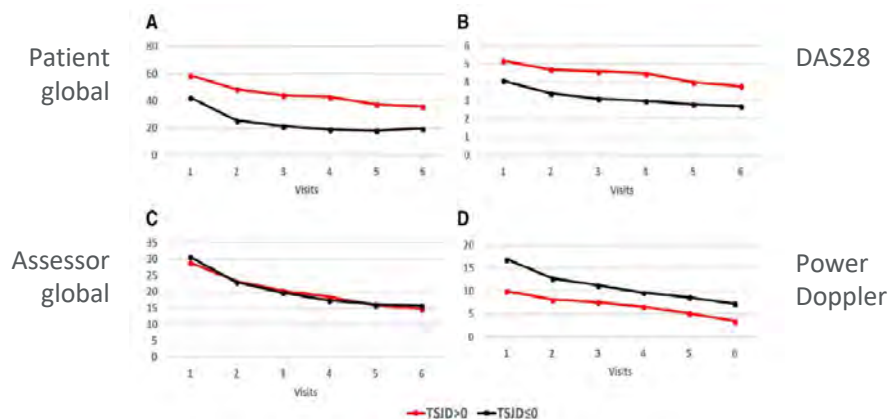 Patient
global
A
80
60
40
20
0
1 2 3 4 5 6
Visits
B
6
5
4
3
2
1
0
1 2 3 4 5 6
Visits
DAS28
Assessor
global
C
35
30
25
20
15
10
5
0
1 2 3 4 5 6
Visits
D
20
15
10
5
0
1 2 3 4 5 6
Visits
Power
Doppler
TSJD>0 TSJD≤0